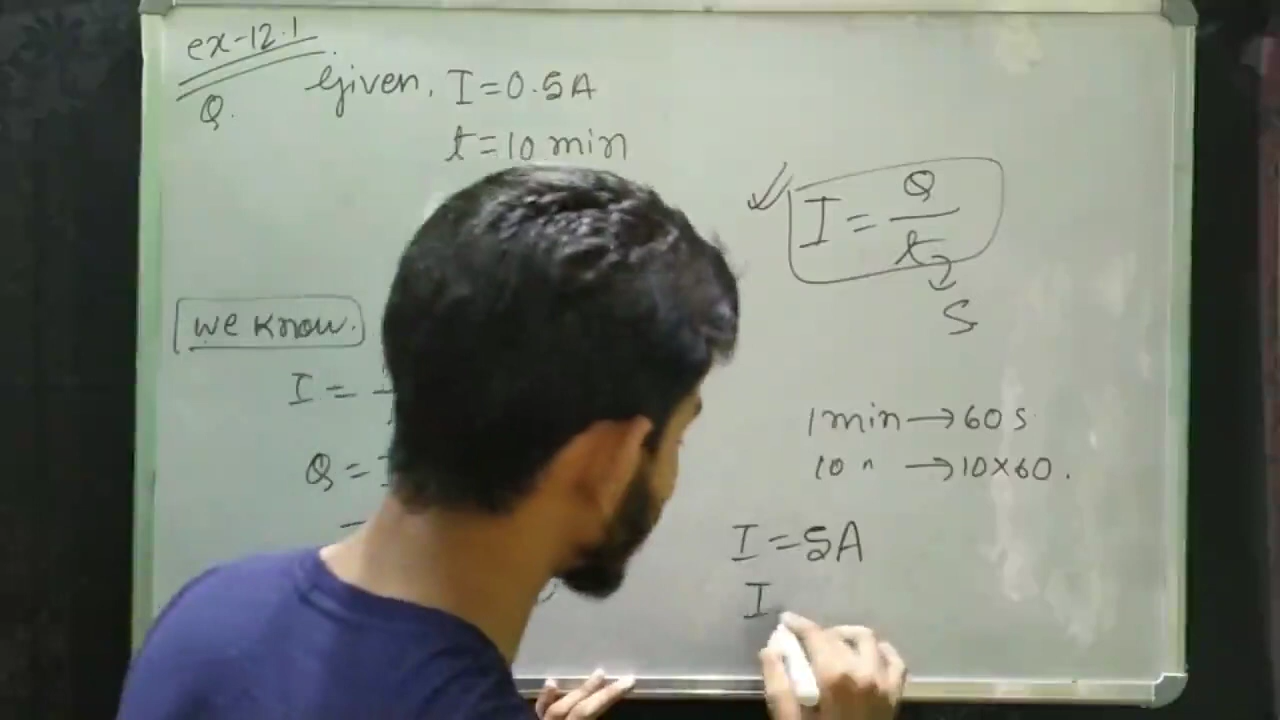 ex-12.1
Q. Given, I = 0.5A
t = 10 min
I = Q/t
S
We know.
I =
Q = I
1 min → 60 s
10 " → 10×60.
I = 5A
I